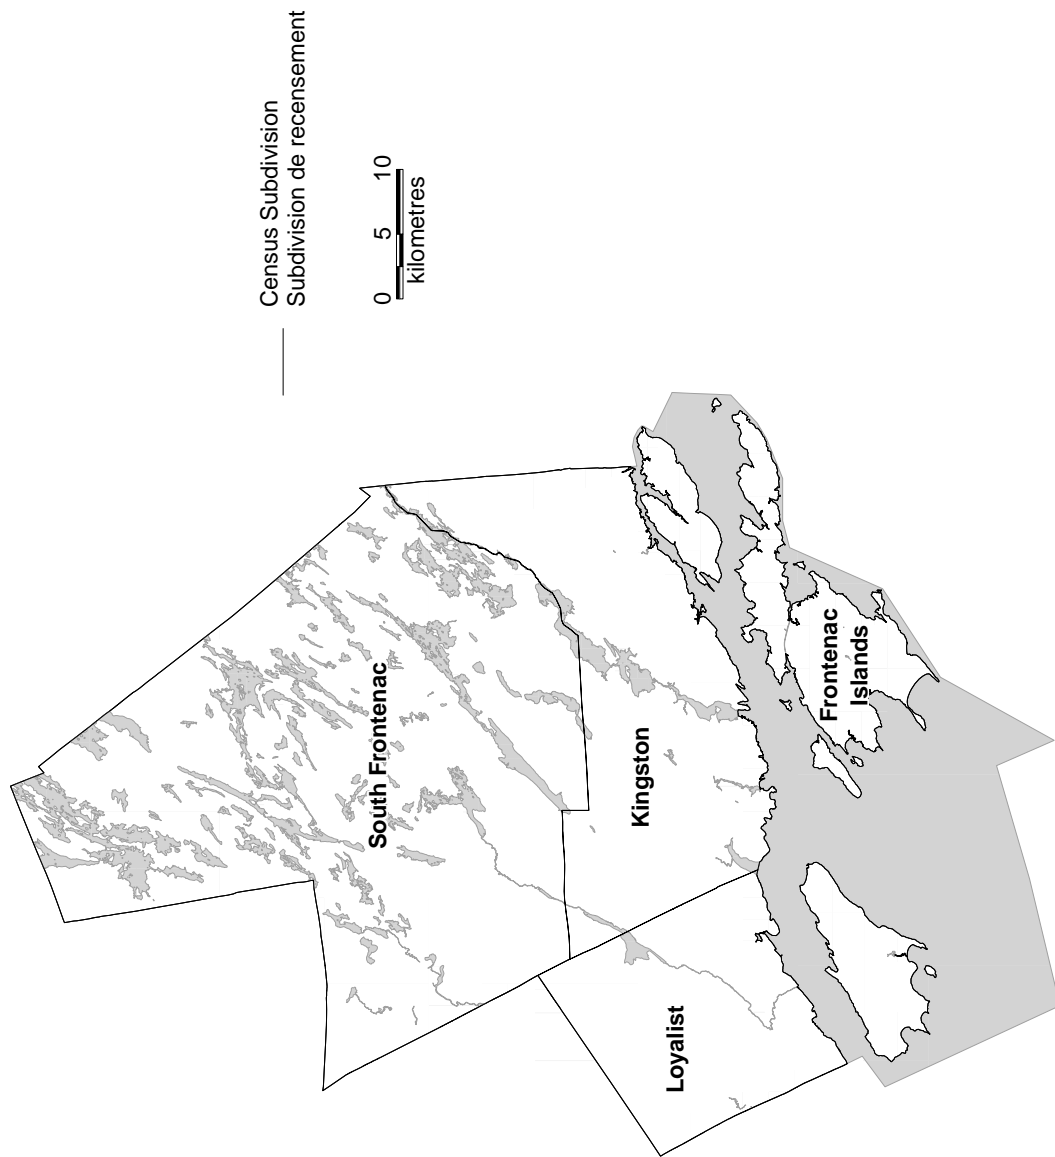 Census Subdivision
Subdivision de recensement
0 5 10
kilometres
South Frontenac
Kingston
Frontenac
Islands
Loyalist